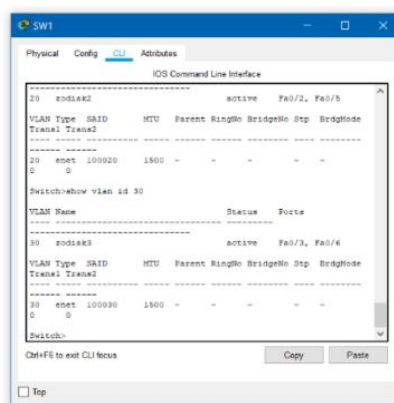 SW1
Physical Config CLI Attributes
IOS Command Line Interface
--------------------------------
20 zodiak2 active Fa0/2, Fa0/5
VLAN Type SAID MTU Parent RingNo BridgeNo Stp BrdgMode
Trans1 Trans2
---- ----- ---------- ----- ------ ------ -------- ---- --------
------ ------
20 enet 100020 1500 - - - - -
0 0
Switch>show vlan id 30
VLAN Name Status Ports
---- -------------------------------- ---------
--------------------------------
30 zodiak3 active Fa0/3, Fa0/6
VLAN Type SAID MTU Parent RingNo BridgeNo Stp BrdgMode
Trans1 Trans2
---- ----- ---------- ----- ------ ------ -------- ---- --------
------ ------
30 enet 100030 1500 - - - - -
0 0
Switch>
Ctrl+F6 to exit CLI focus
Copy Paste
Top